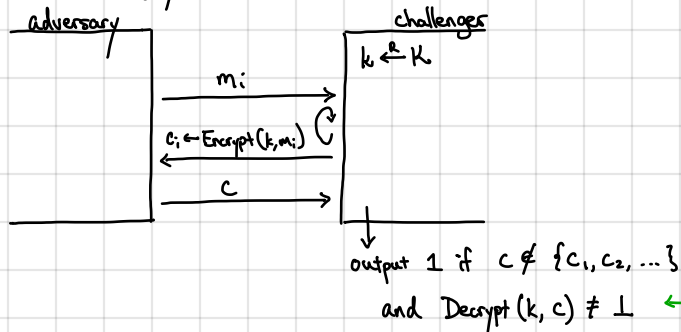 adversary challenger
k ←ᴿ K
mᵢ
cᵢ ← Encrypt(k, mᵢ)
c
output 1 if c ∉ {c₁, c₂, ...}
and Decrypt(k, c) ≠ ⊥ ←